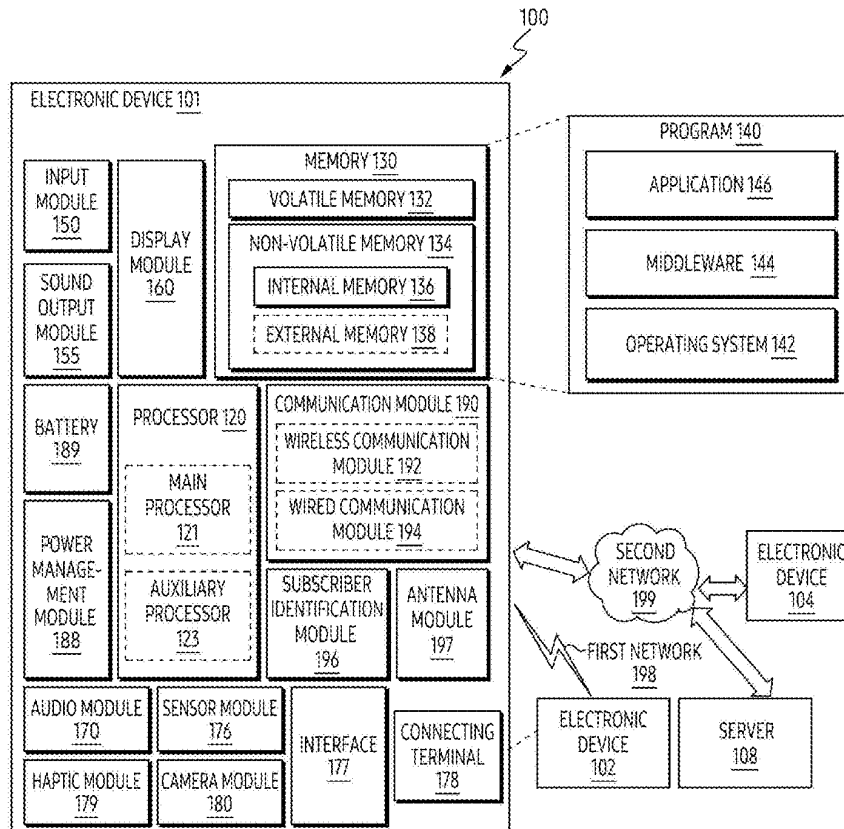 100
ELECTRONIC DEVICE 101
INPUT
MODULE
150
SOUND
OUTPUT
MODULE
155
DISPLAY
MODULE
160
MEMORY 130
VOLATILE MEMORY 132
NON-VOLATILE MEMORY 134
INTERNAL MEMORY 136
EXTERNAL MEMORY 138
PROGRAM 140
APPLICATION 146
MIDDLEWARE 144
OPERATING SYSTEM 142
BATTERY
189
POWER
MANAGE-
MENT
MODULE
188
PROCESSOR 120
MAIN
PROCESSOR
121
AUXILIARY
PROCESSOR
123
COMMUNICATION MODULE 190
WIRELESS COMMUNICATION
MODULE 192
WIRED COMMUNICATION
MODULE 194
SUBSCRIBER
IDENTIFICATION
MODULE
196
ANTENNA
MODULE
197
SECOND
NETWORK
199
ELECTRONIC
DEVICE 104
FIRST NETWORK
198
AUDIO MODULE
170
SENSOR MODULE
176
HAPTIC MODULE
179
CAMERA MODULE
180
INTERFACE
177
CONNECTING
TERMINAL
178
ELECTRONIC
DEVICE
102
SERVER
108